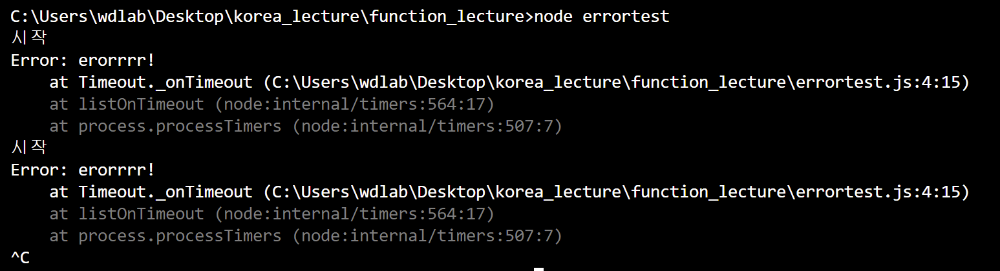 C:\Users\wdlab\Desktop\korea_lecture\function_lecture>node errortest
시작
Error: erorrrr!
    at Timeout._onTimeout (C:\Users\wdlab\Desktop\korea_lecture\function_lecture\errortest.js:4:15)
    at listOnTimeout (node:internal/timers:564:17)
    at process.processTimers (node:internal/timers:507:7)
시작
Error: erorrrr!
    at Timeout._onTimeout (C:\Users\wdlab\Desktop\korea_lecture\function_lecture\errortest.js:4:15)
    at listOnTimeout (node:internal/timers:564:17)
    at process.processTimers (node:internal/timers:507:7)
^C